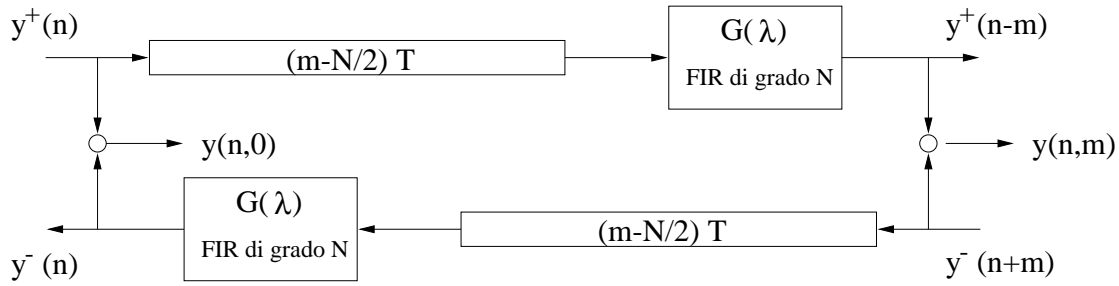 y⁺(n)
(m-N/2) T
G(λ)
FIR di grado N
y⁺(n-m)
y(n,0)
y(n,m)
G(λ)
FIR di grado N
(m-N/2) T
y⁻(n)
y⁻(n+m)